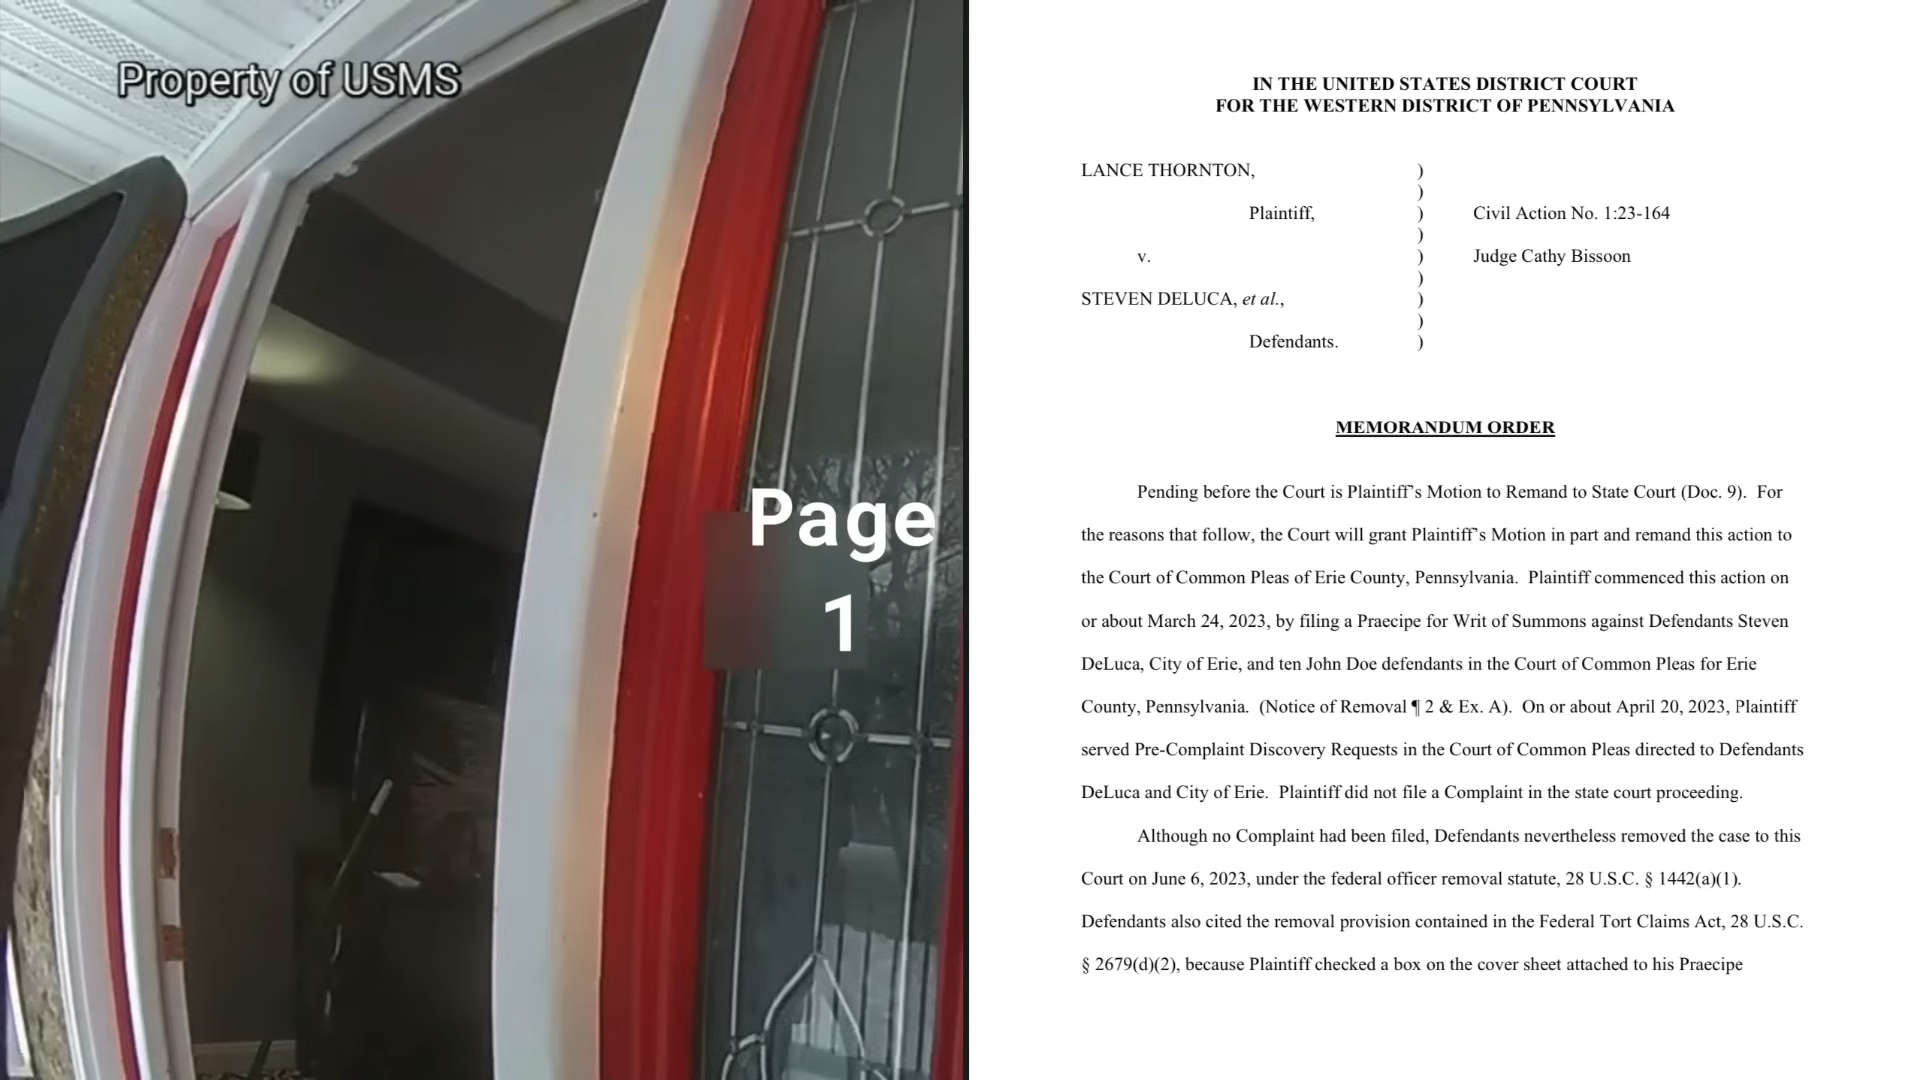 Property of USMS
Page
1
IN THE UNITED STATES DISTRICT COURT
FOR THE WESTERN DISTRICT OF PENNSYLVANIA
LANCE THORNTON, )
)
Plaintiff, ) Civil Action No. 1:23-164
)
v. ) Judge Cathy Bissoon
)
STEVEN DELUCA, et al., )
)
Defendants. )
MEMORANDUM ORDER
Pending before the Court is Plaintiff’s Motion to Remand to State Court (Doc. 9). For
the reasons that follow, the Court will grant Plaintiff’s Motion in part and remand this action to
the Court of Common Pleas of Erie County, Pennsylvania. Plaintiff commenced this action on
or about March 24, 2023, by filing a Praecipe for Writ of Summons against Defendants Steven
DeLuca, City of Erie, and ten John Doe defendants in the Court of Common Pleas for Erie
County, Pennsylvania. (Notice of Removal ¶ 2 & Ex. A). On or about April 20, 2023, Plaintiff
served Pre-Complaint Discovery Requests in the Court of Common Pleas directed to Defendants
DeLuca and City of Erie. Plaintiff did not file a Complaint in the state court proceeding.
Although no Complaint had been filed, Defendants nevertheless removed the case to this
Court on June 6, 2023, under the federal officer removal statute, 28 U.S.C. § 1442(a)(1).
Defendants also cited the removal provision contained in the Federal Tort Claims Act, 28 U.S.C.
§ 2679(d)(2), because Plaintiff checked a box on the cover sheet attached to his Praecipe